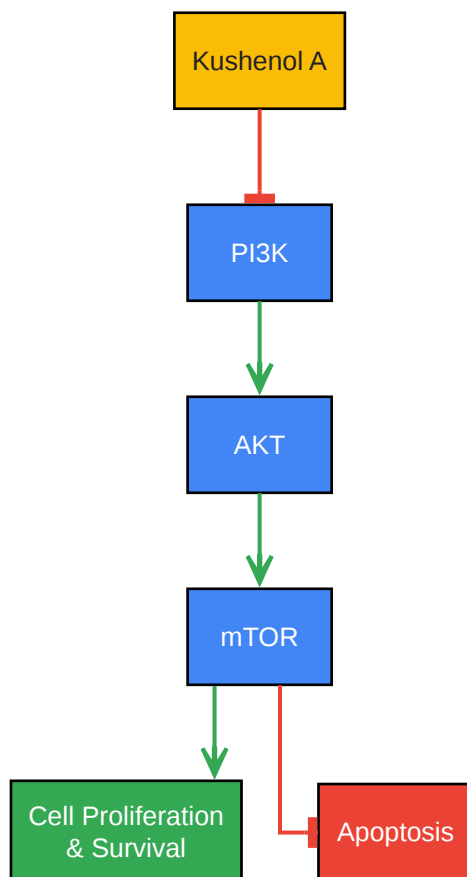 Kushenol A
PI3K
AKT
mTOR
Cell Proliferation
& Survival
Apoptosis